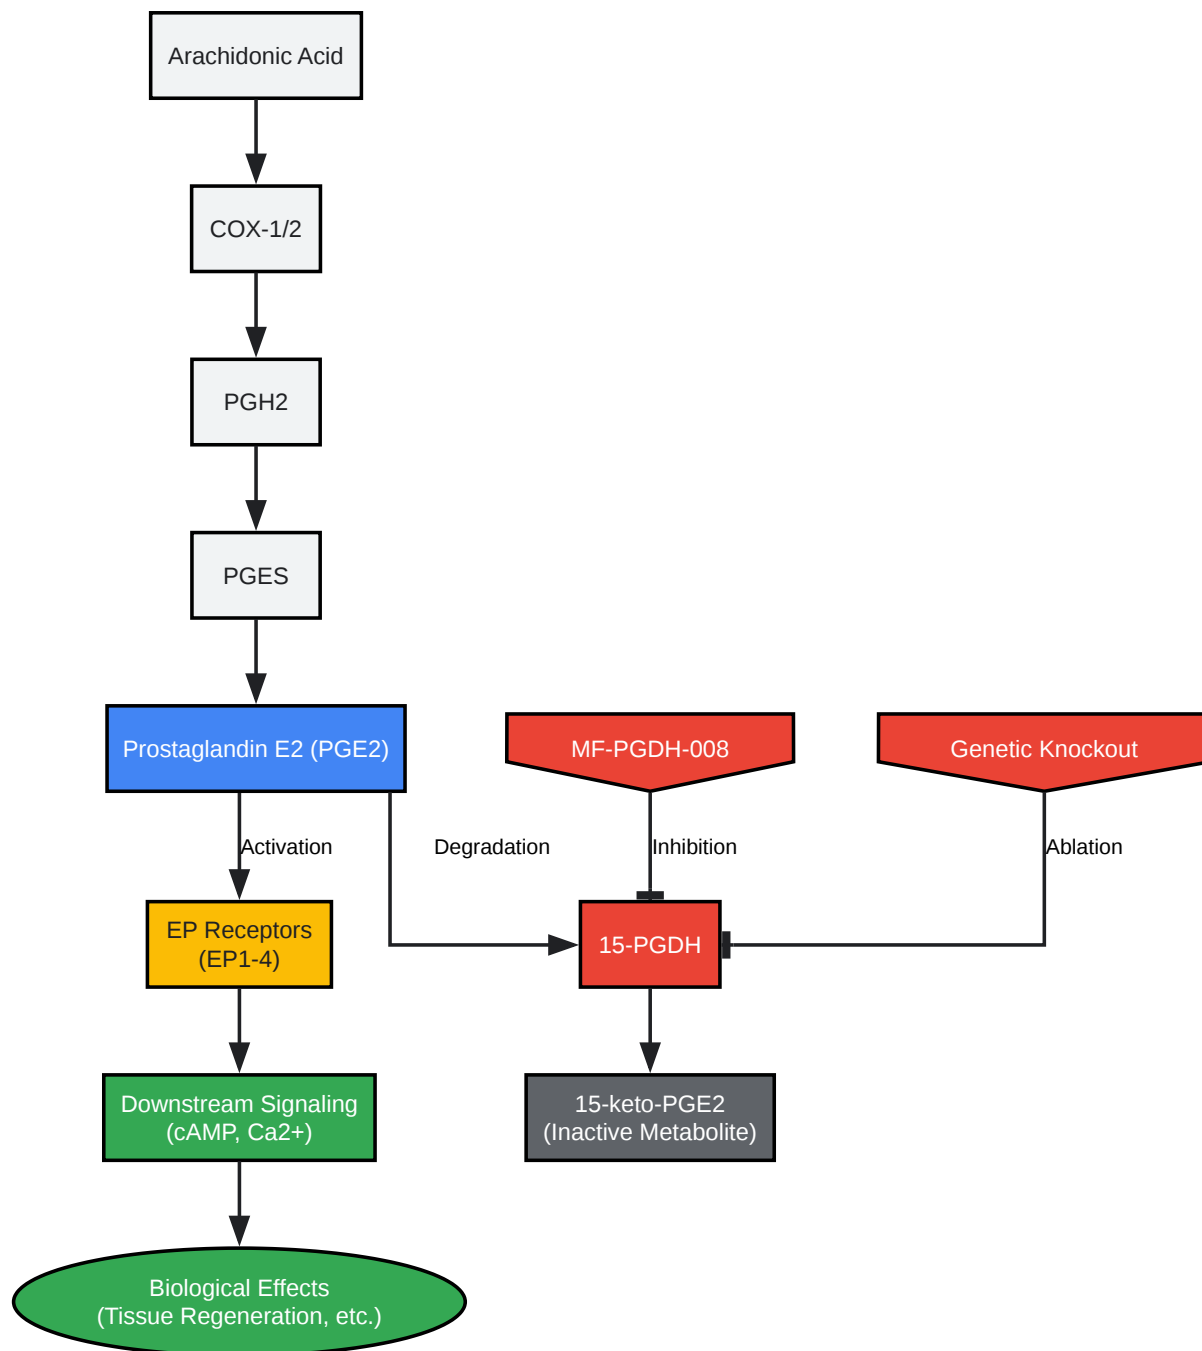 Arachidonic Acid
COX-1/2
PGH2
PGES
Prostaglandin E2 (PGE2)
MF-PGDH-008
Genetic Knockout
Activation
Degradation
Inhibition
Ablation
EP Receptors
(EP1-4)
15-PGDH
Downstream Signaling
(cAMP, Ca2+)
15-keto-PGE2
(Inactive Metabolite)
Biological Effects
(Tissue Regeneration, etc.)